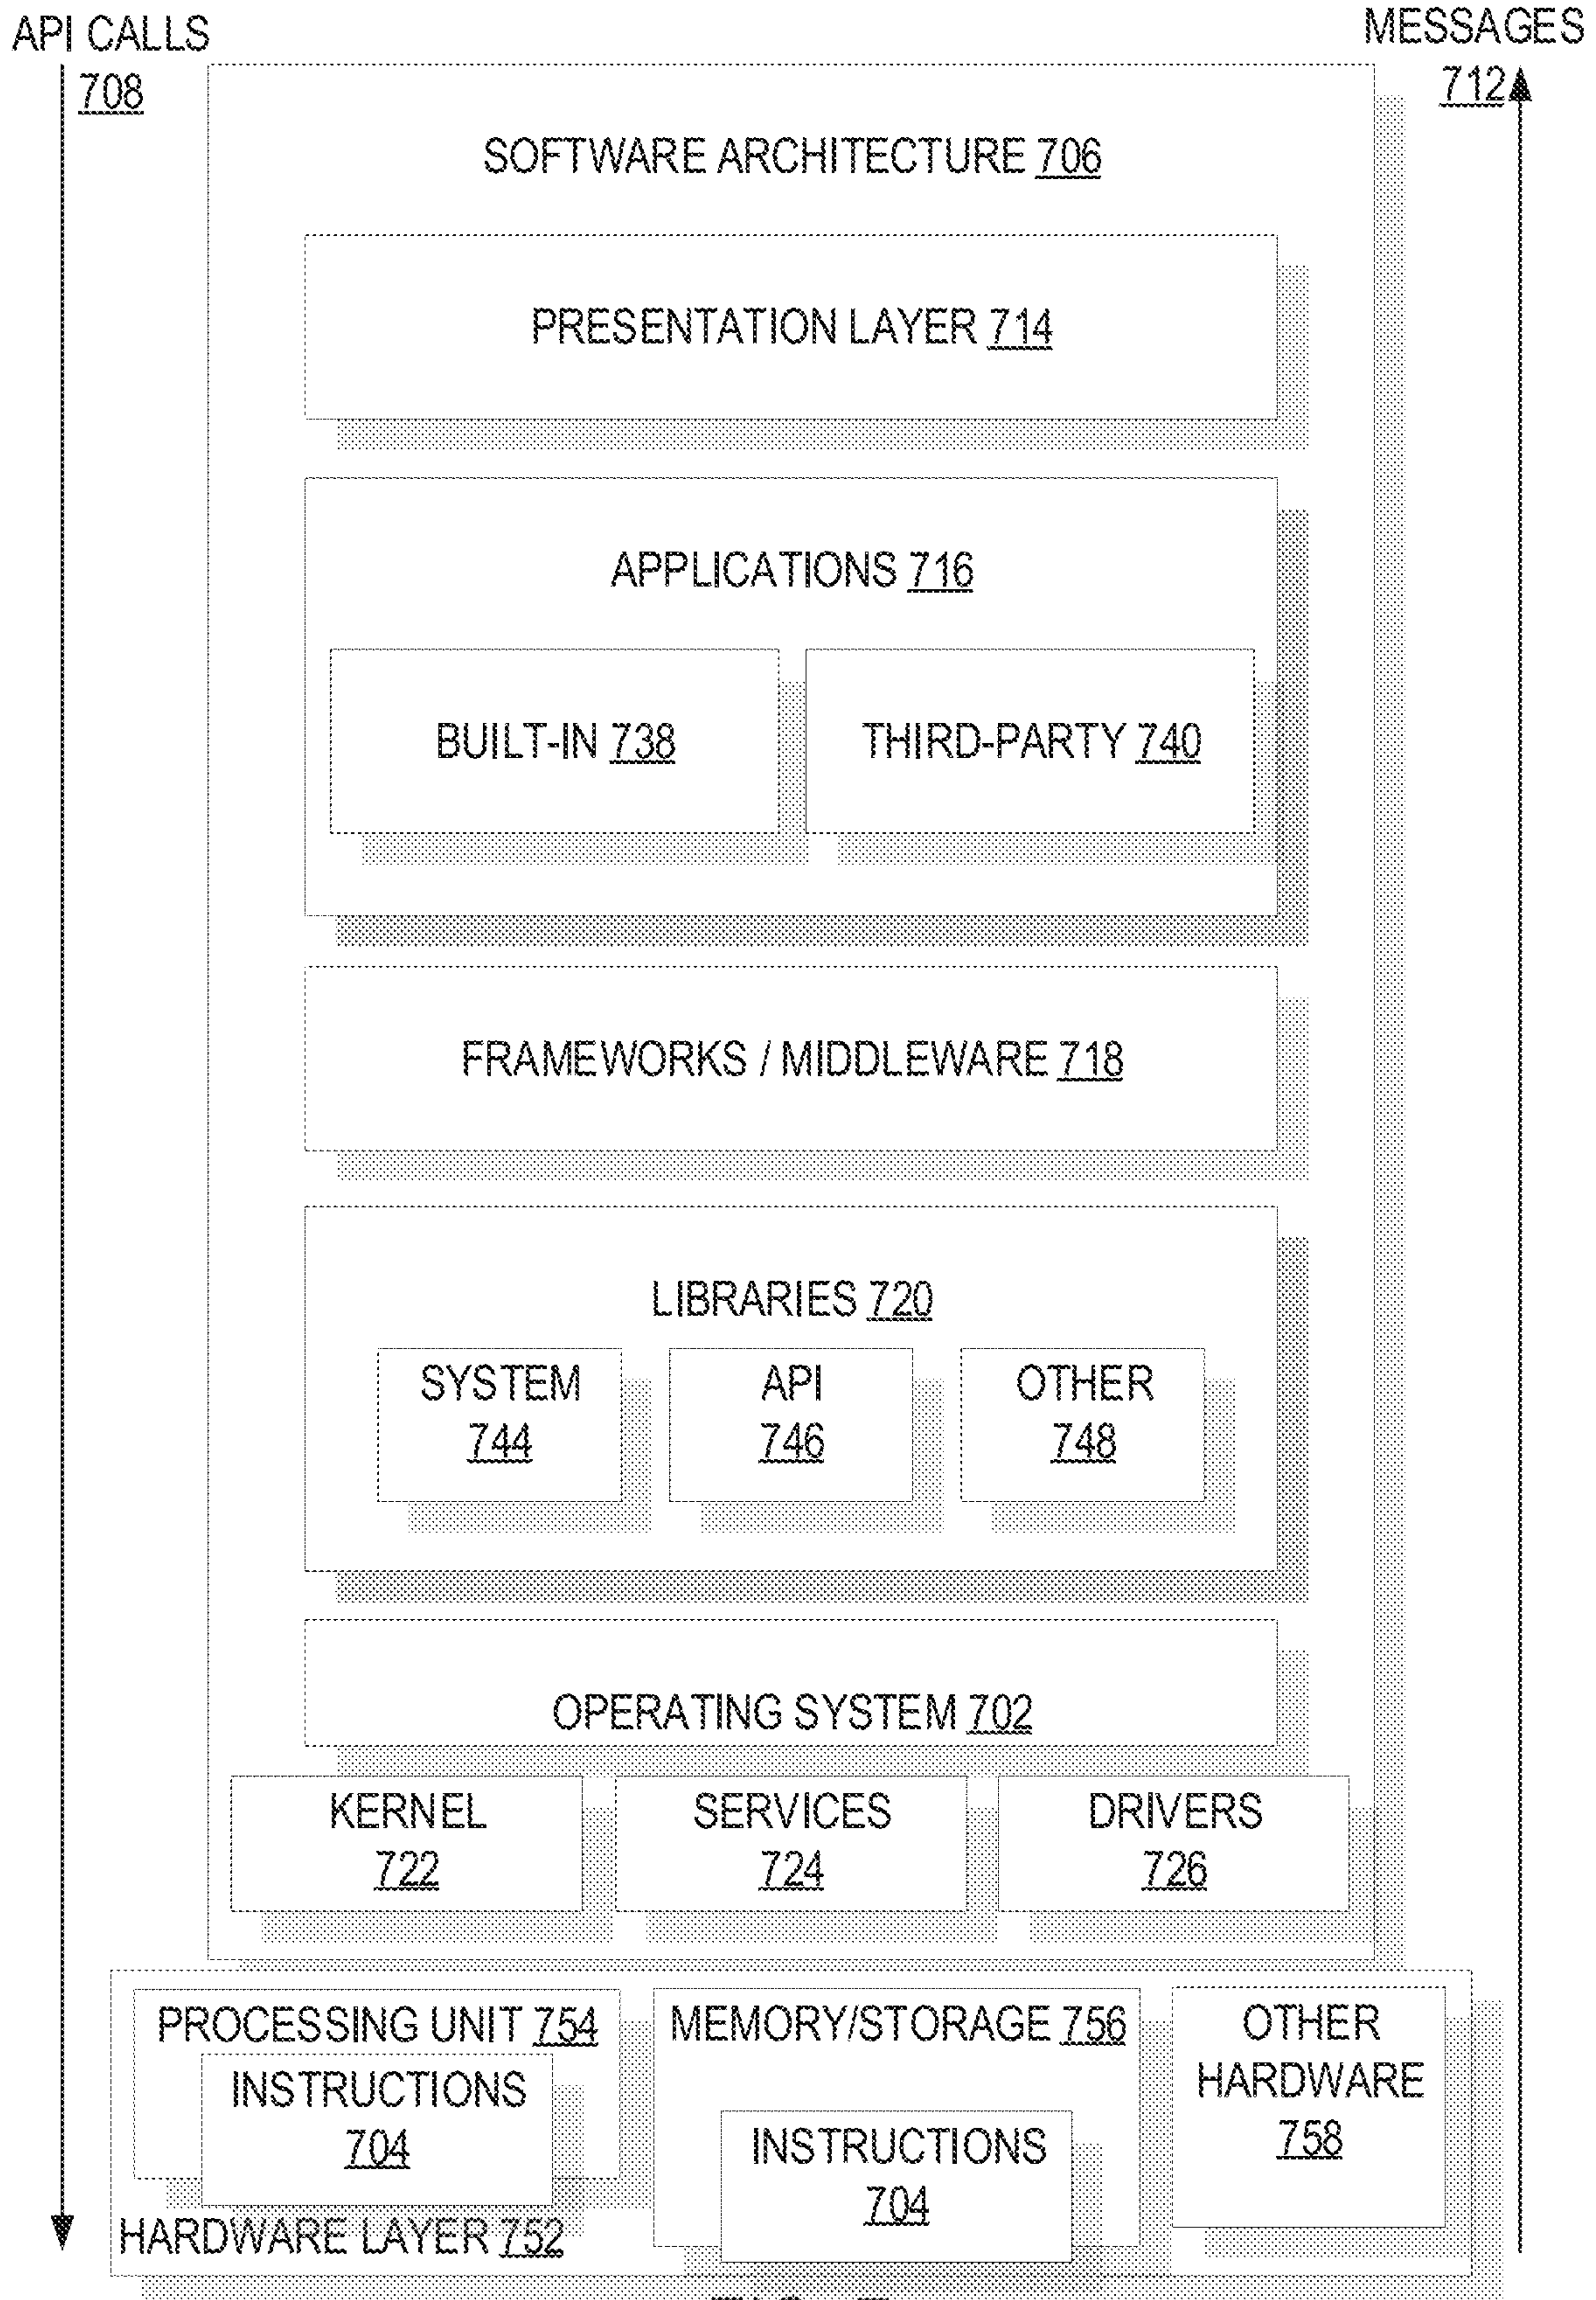 API CALLS
708
MESSAGES
712
SOFTWARE ARCHITECTURE 706
PRESENTATION LAYER 714
APPLICATIONS 716
BUILT-IN 738
THIRD-PARTY 740
FRAMEWORKS / MIDDLEWARE 718
LIBRARIES 720
SYSTEM
744
API
746
OTHER
748
OPERATING SYSTEM 702
KERNEL
722
SERVICES
724
DRIVERS
726
PROCESSING UNIT 754
INSTRUCTIONS
704
MEMORY/STORAGE 756
INSTRUCTIONS
704
OTHER
HARDWARE
758
HARDWARE LAYER 752